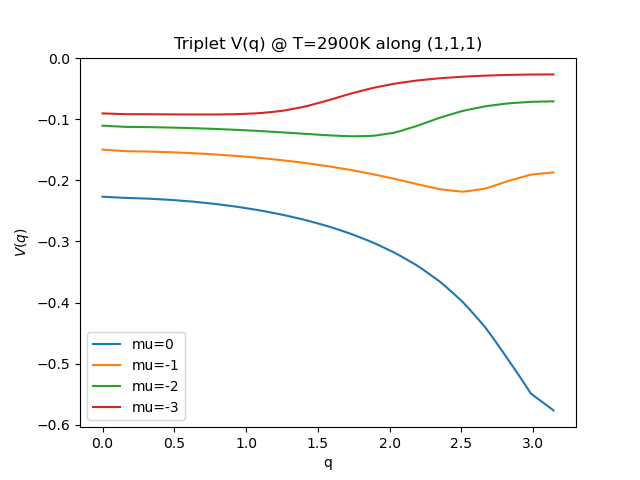 Triplet V(q) @ T=2900K along (1,1,1)
0.0
−0.1
−0.2
−0.3
−0.4
−0.5
−0.6
V(q)
mu=0
mu=-1
mu=-2
mu=-3
0.0 0.5 1.0 1.5 2.0 2.5 3.0
q